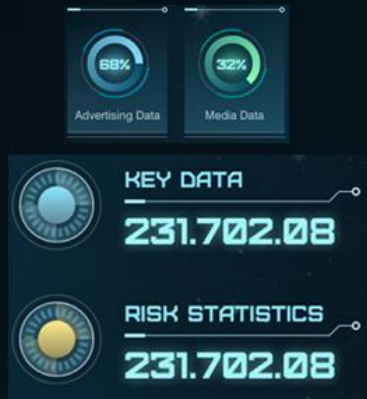 68%
32%
Advertising Data
Media Data
KEY DATA
231.702.08
RISK STATISTICS
231.702.08